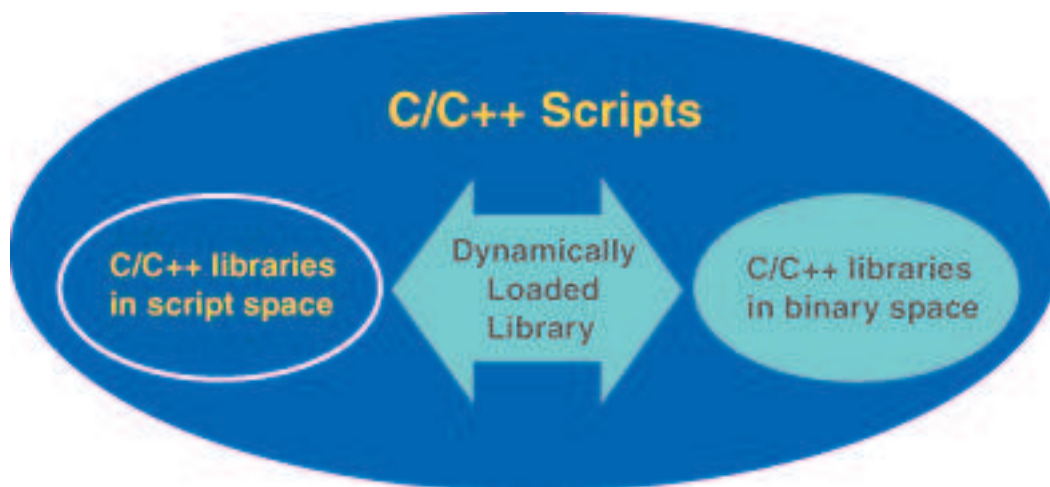 C/C++ Scripts
C/C++ libraries
in script space
Dynamically
Loaded
Library
C/C++ libraries
in binary space